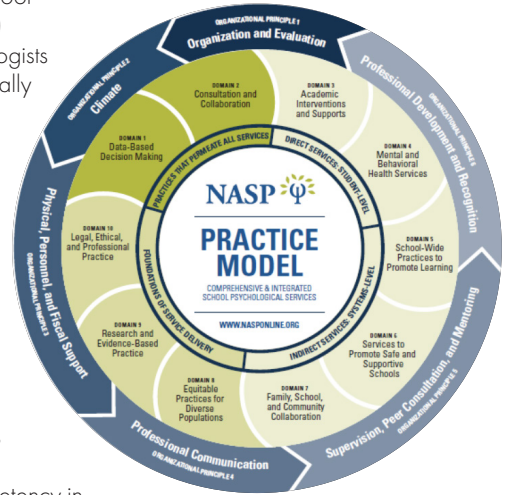 ogists
ally
ORGANIZATIONAL PRINCIPLE 1
Organization and Evaluation
ORGANIZATIONAL PRINCIPLE 2
Climate
Physical, Personnel, and Fiscal Support
ORGANIZATIONAL PRINCIPLE 3
Professional Communication
ORGANIZATIONAL PRINCIPLE 4
Supervision, Peer Consultation, and Mentoring
ORGANIZATIONAL PRINCIPLE 5
Professional Development and Recognition
DOMAIN 1
Data-Based
Decision Making
DOMAIN 2
Consultation and
Collaboration
DOMAIN 3
Academic
Interventions
and Supports
DOMAIN 4
Mental and
Behavioral
Health Services
DOMAIN 5
School-Wide
Practices to
Promote Learning
DOMAIN 6
Services to
Promote Safe and
Supportive
Schools
DOMAIN 7
Family, School,
and Community
Collaboration
DOMAIN 8
Equitable
Practices for
Diverse
Populations
DOMAIN 9
Research and
Evidence-Based
Practice
DOMAIN 10
Legal, Ethical,
and Professional
Practice
PRACTICES THAT PERMEATE ALL SERVICES
DIRECT SERVICES: STUDENT-LEVEL
INDIRECT SERVICES: SYSTEMS-LEVEL
FOUNDATIONS OF SERVICE DELIVERY
NASP
PRACTICE
MODEL
COMPREHENSIVE & INTEGRATED
SCHOOL PSYCHOLOGICAL SERVICES
WWW.NASPONLINE.ORG
etency in